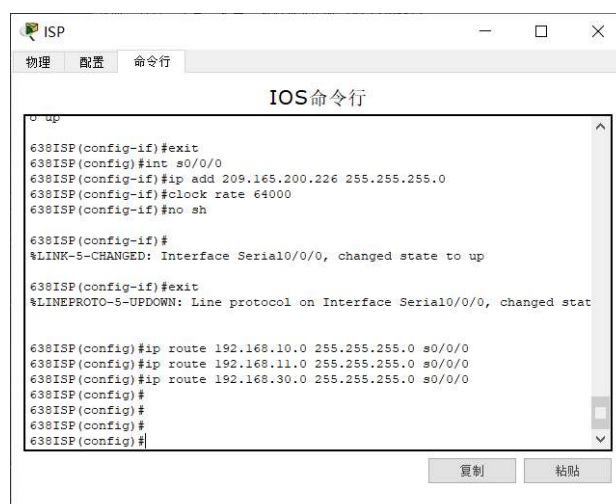 ISP
物理 配置 命令行
IOS命令行
o up
638ISP(config-if)#exit
638ISP(config)#int s0/0/0
638ISP(config-if)#ip add 209.165.200.226 255.255.255.0
638ISP(config-if)#clock rate 64000
638ISP(config-if)#no sh
638ISP(config-if)#
%LINK-5-CHANGED: Interface Serial0/0/0, changed state to up
638ISP(config-if)#exit
%LINEPROTO-5-UPDOWN: Line protocol on Interface Serial0/0/0, changed stat
638ISP(config)#ip route 192.168.10.0 255.255.255.0 s0/0/0
638ISP(config)#ip route 192.168.11.0 255.255.255.0 s0/0/0
638ISP(config)#ip route 192.168.30.0 255.255.255.0 s0/0/0
638ISP(config)#
638ISP(config)#
638ISP(config)#
638ISP(config)#
复制 粘贴